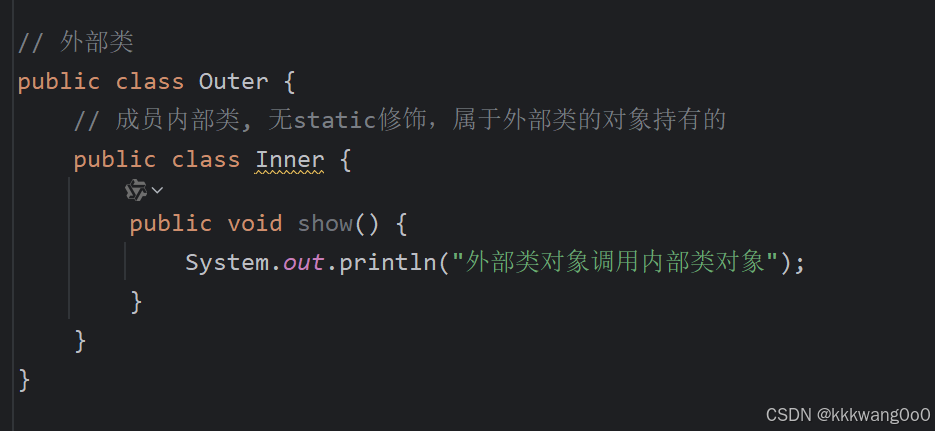 // 外部类
public class Outer {
// 成员内部类, 无static修饰，属于外部类的对象持有的
public class Inner {
public void show() {
System.out.println("外部类对象调用内部类对象");
}
}
}
CSDN @kkkwang0o0